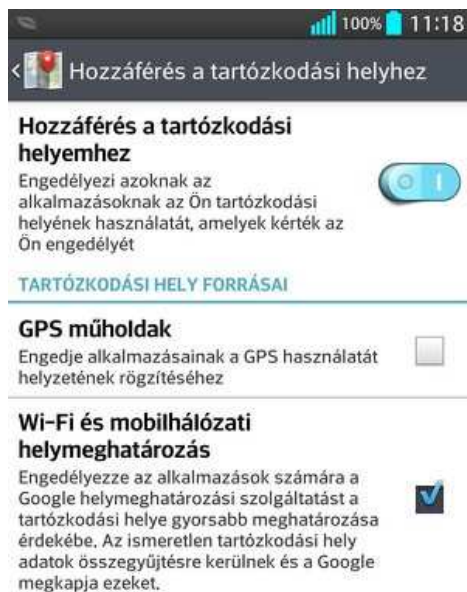 100% 11:18
Hozzáférés a tartózkodási helyhez
Hozzáférés a tartózkodási
helyemhez
Engedélyezi azoknak az
alkalmazásoknak az Ön tartózkodási
helyének használatát, amelyek kérték az
Ön engedélyét
TARTÓZKODÁSI HELY FORRÁSAI
GPS műholdak
Engedje alkalmazásainak a GPS használatát
helyzetének rögzítéséhez
Wi-Fi és mobilhálózati
helymeghatározás
Engedélyezze az alkalmazások számára a
Google helymeghatározási szolgáltatást a
tartózkodási helye gyorsabb meghatározása
érdekébe. Az ismeretlen tartózkodási hely
adatok összegyűjtésre kerülnek és a Google
megkapja ezeket.